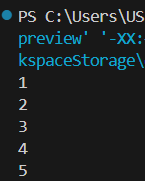 PS C:\Users\US
preview' '-XX:
kspaceStorage\
1
2
3
4
5